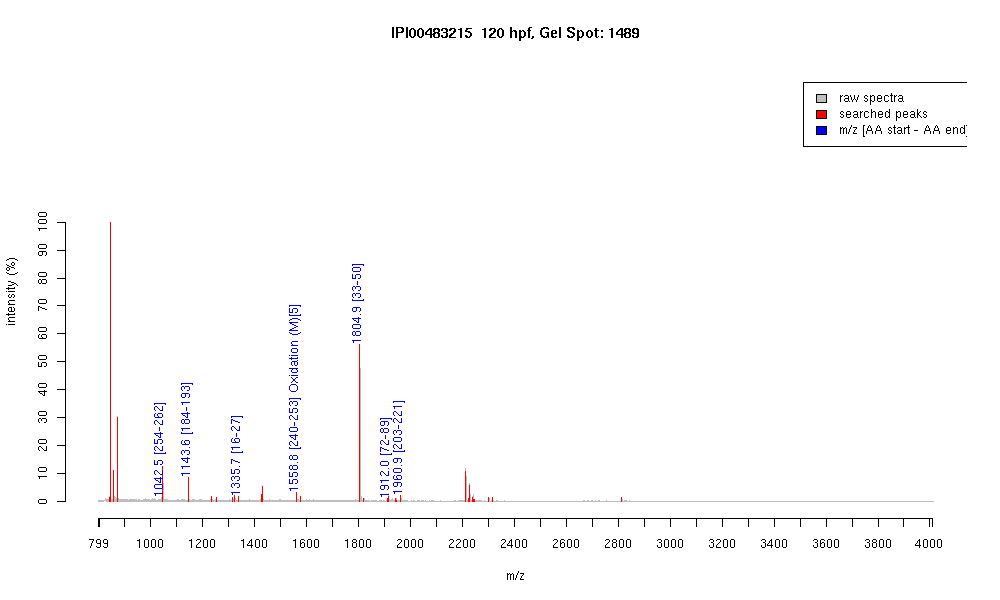 IPI00483215  120 hpf, Gel Spot: 1489
raw spectra
searched peaks
m/z [AA start - AA end]
intensity (%)
100
90
80
70
60
50
40
30
20
10
0
1042.5 [254-262]
1143.6 [184-193]
1335.7 [16-27]
1558.8 [240-253] Oxidation (M)[5]
1804.9 [33-50]
1912.0 [72-89]
1960.9 [203-221]
799 1000 1200 1400 1600 1800 2000 2200 2400 2600 2800 3000 3200 3400 3600 3800 4000
m/z